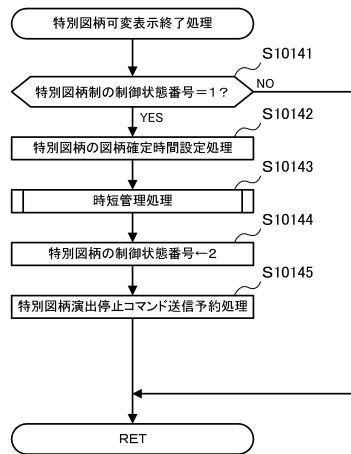 特別図柄可変表示終了処理
S10141
特別図柄制の制御状態番号＝1？
NO
YES
S10142
特別図柄の図柄確定時間設定処理
S10143
時短管理処理
S10144
特別図柄の制御状態番号←2
S10145
特別図柄演出停止コマンド送信予約処理
RET